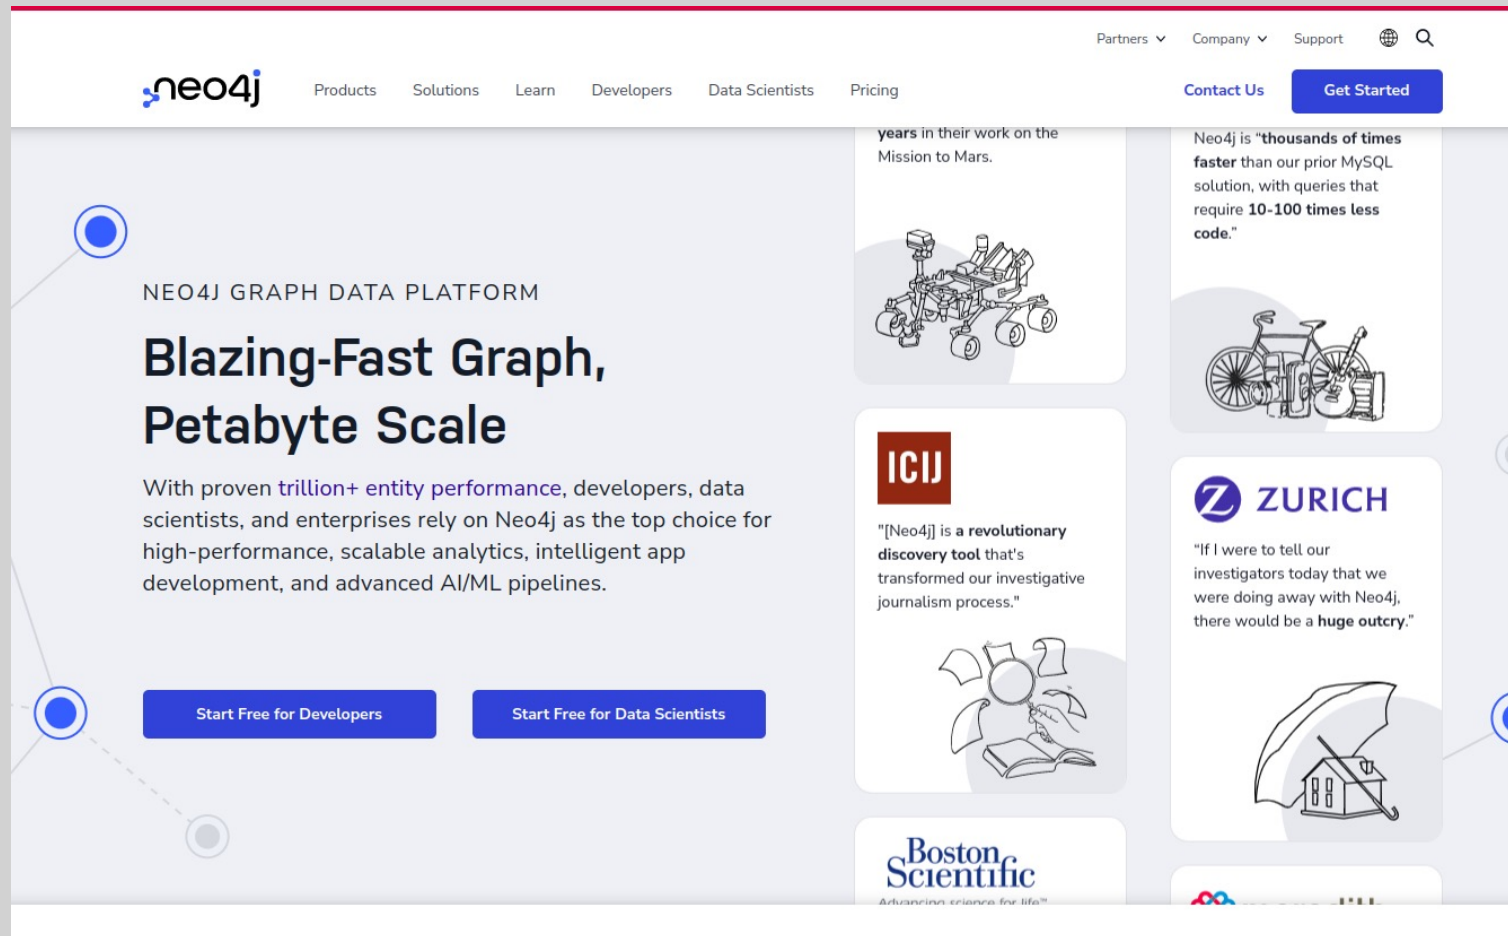 Partners
Company
Support
neo4j
Products
Solutions
Learn
Developers
Data Scientists
Pricing
Contact Us
Get Started
NEO4J GRAPH DATA PLATFORM
Blazing-Fast Graph,
Petabyte Scale
With proven trillion+ entity performance, developers, data
scientists, and enterprises rely on Neo4j as the top choice for
high-performance, scalable analytics, intelligent app
development, and advanced AI/ML pipelines.
Start Free for Developers
Start Free for Data Scientists
years in their work on the
Mission to Mars.
ICIJ
"[Neo4j] is a revolutionary
discovery tool that's
transformed our investigative
journalism process."
Boston
Scientific
Advancing science for life™
Neo4j is “thousands of times
faster than our prior MySQL
solution, with queries that
require 10-100 times less
code.”
Z ZURICH
“If I were to tell our
investigators today that we
were doing away with Neo4j,
there would be a huge outcry.”